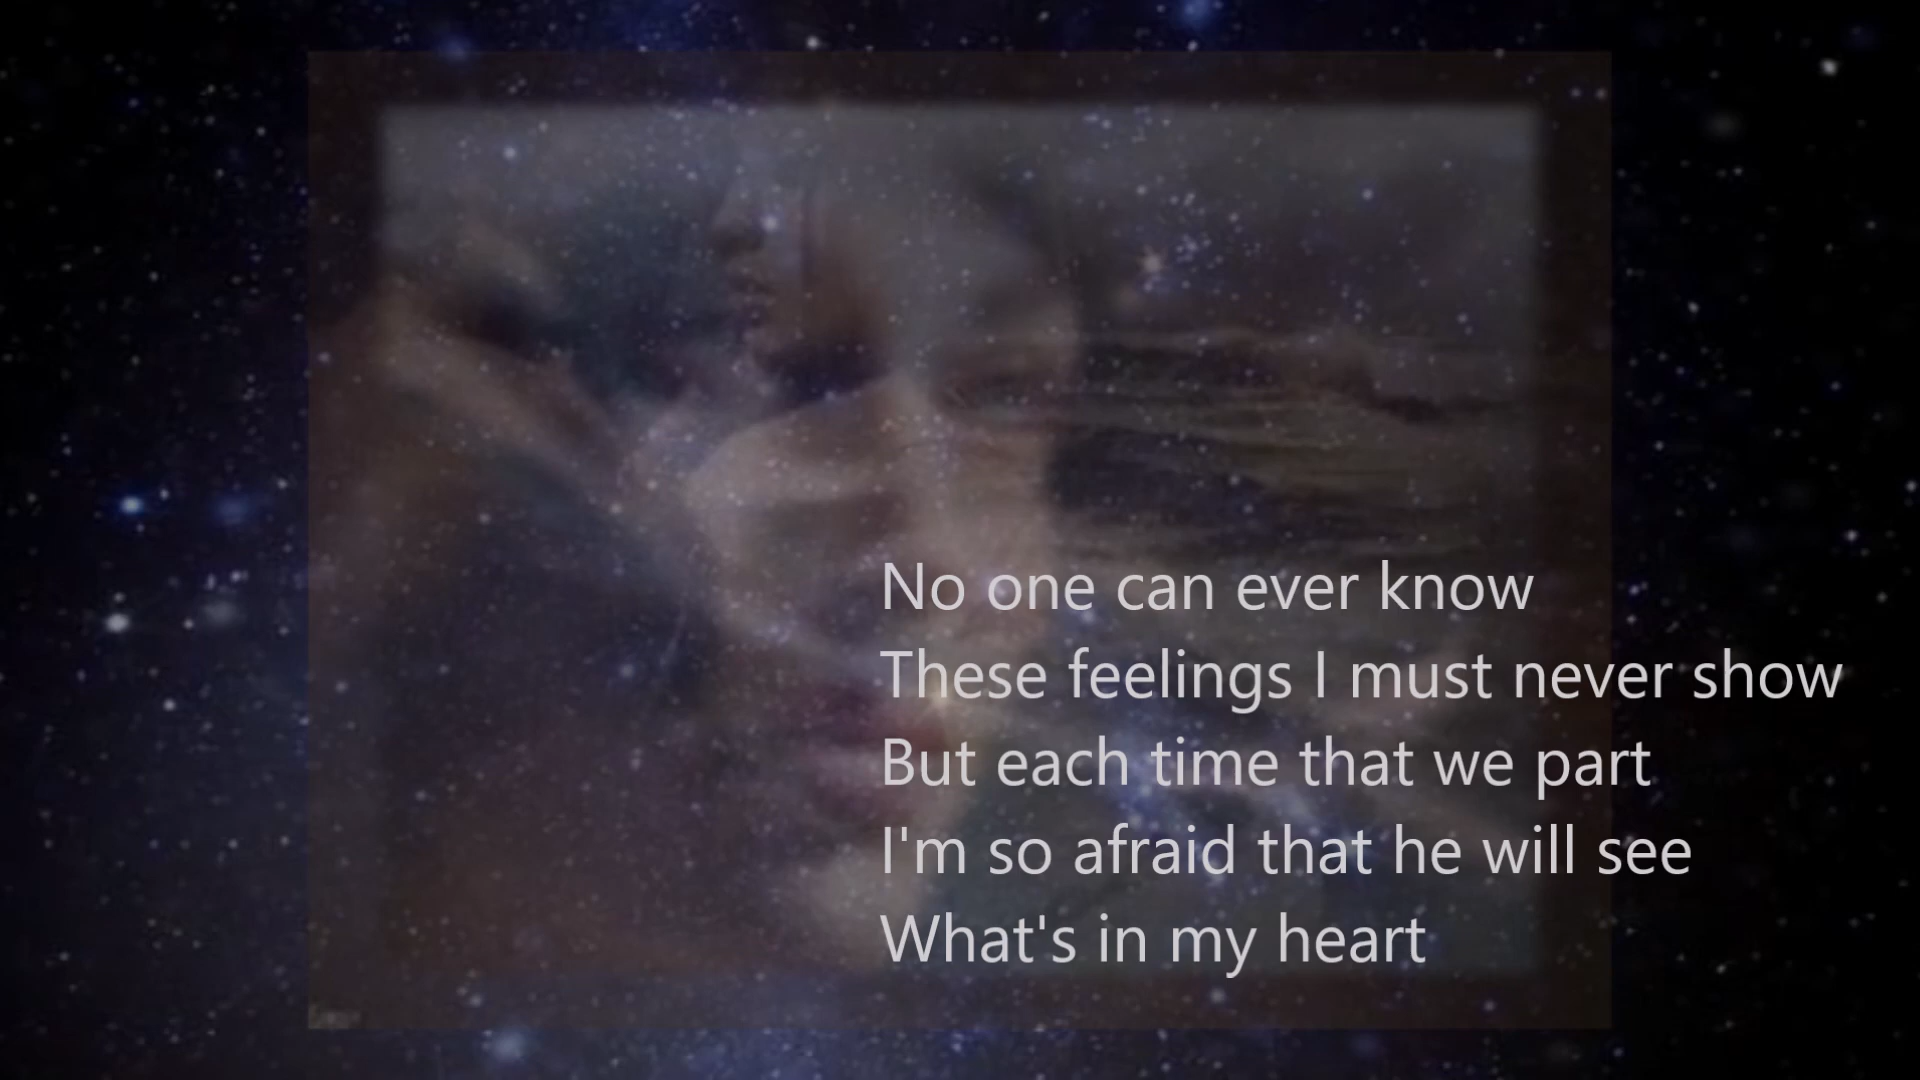 No one can ever know
These feelings I must never show
But each time that we part
I'm so afraid that he will see
What's in my heart